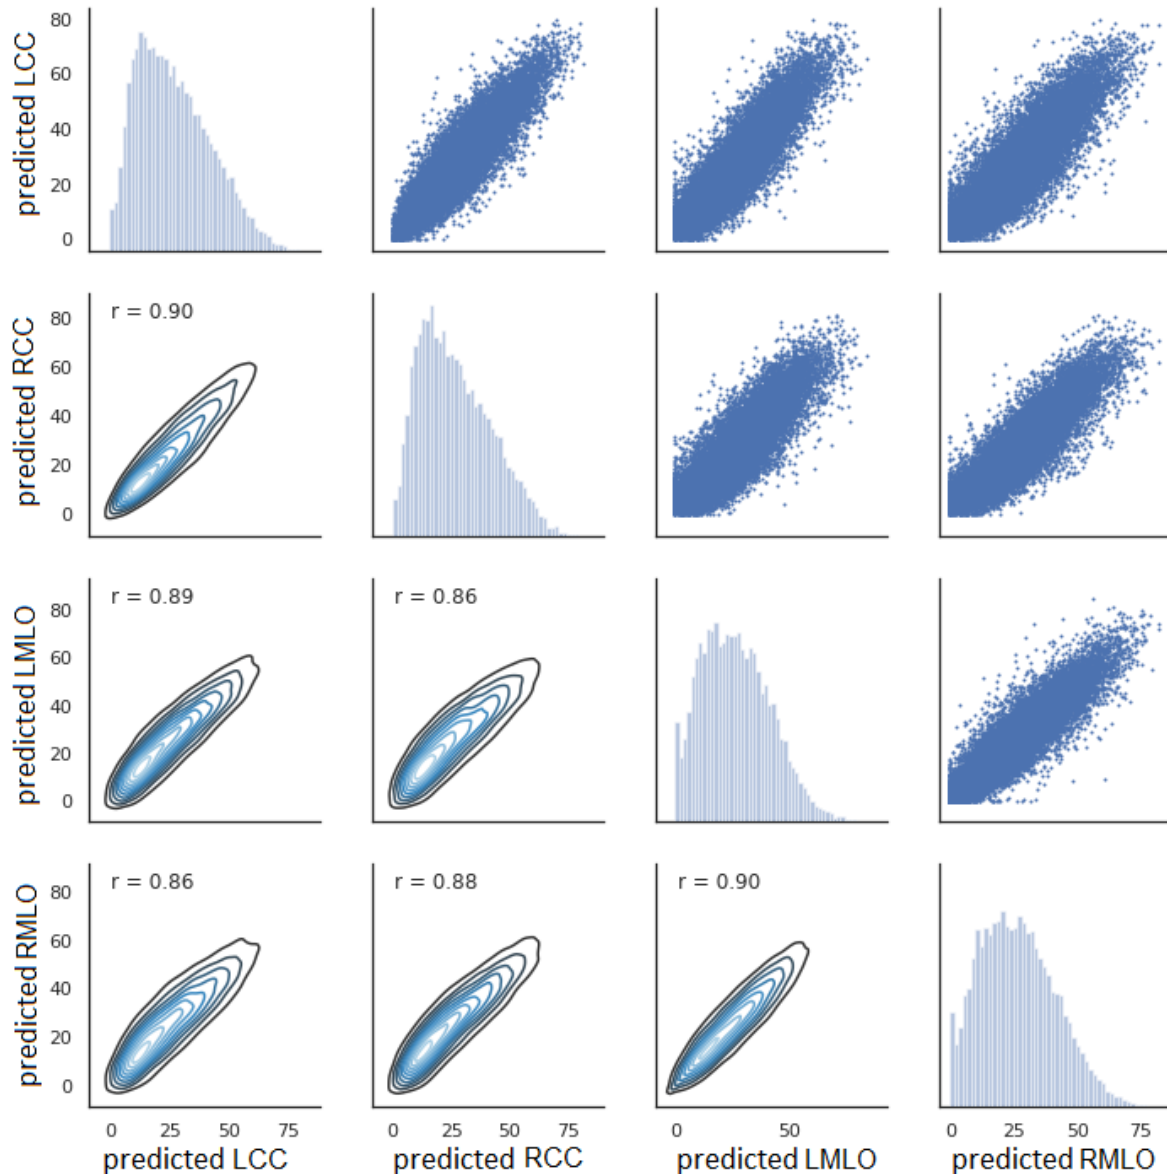 predicted LCC
80
60
40
20
0
predicted RCC
80
60
40
20
0
r = 0.90
predicted LMLO
80
60
40
20
0
r = 0.89
r = 0.86
predicted RMLO
80
60
40
20
0
r = 0.86
r = 0.88
r = 0.90
0 25 50 75
0 25 50 75
0 50
0 25 50 75
predicted LCC
predicted RCC
predicted LMLO
predicted RMLO